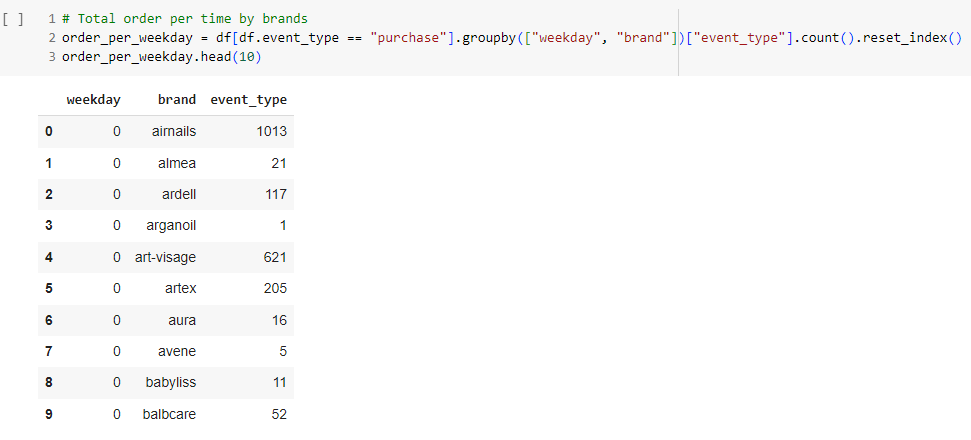 [ ] 1 # Total order per time by brands
2 order_per_weekday = df[df.event_type == "purchase"].groupby(["weekday", "brand"])["event_type"].count().reset_index()
3 order_per_weekday.head(10)
weekday brand event_type
0 0 airnails 1013
1 0 almea 21
2 0 ardell 117
3 0 arganoil 1
4 0 art-visage 621
5 0 artex 205
6 0 aura 16
7 0 avene 5
8 0 babyliss 11
9 0 balbcare 52